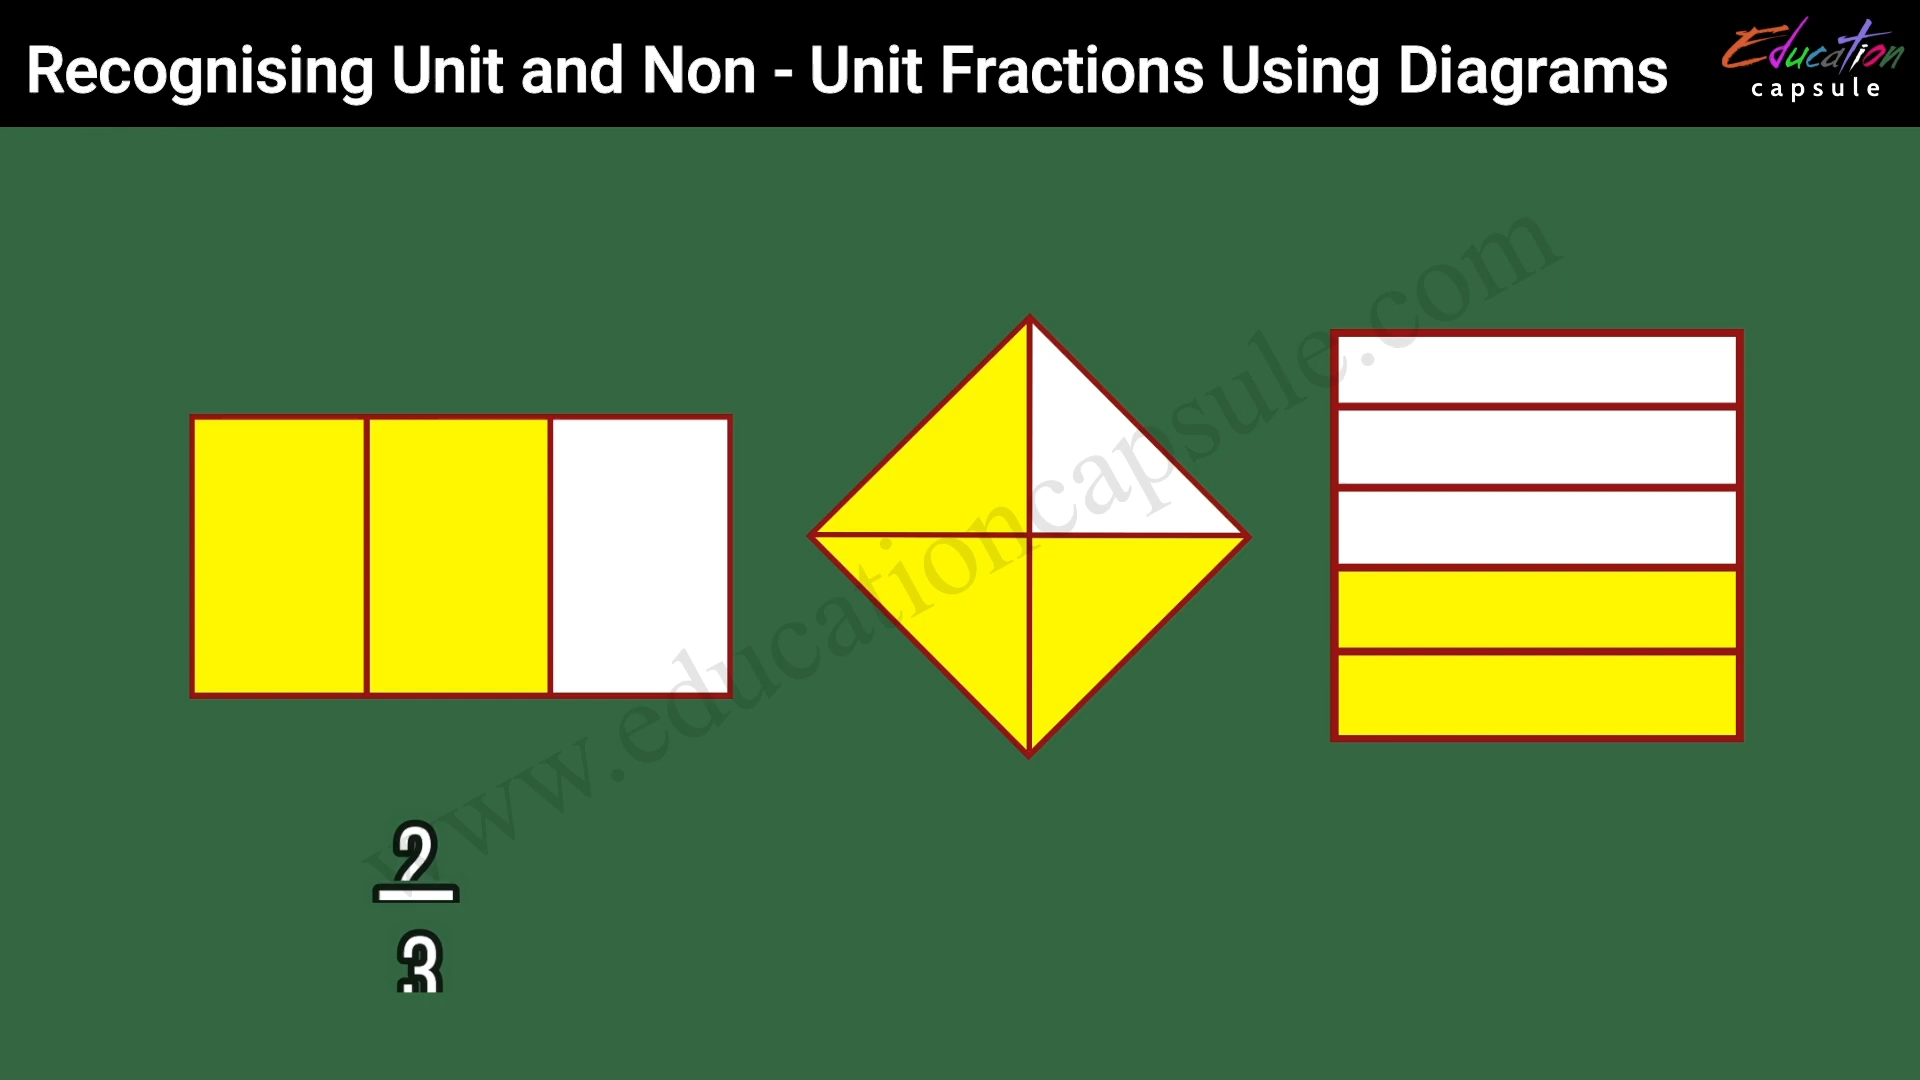 Recognising Unit and Non - Unit Fractions Using Diagrams
Education
capsule
www.educationcapsule.com
2
3